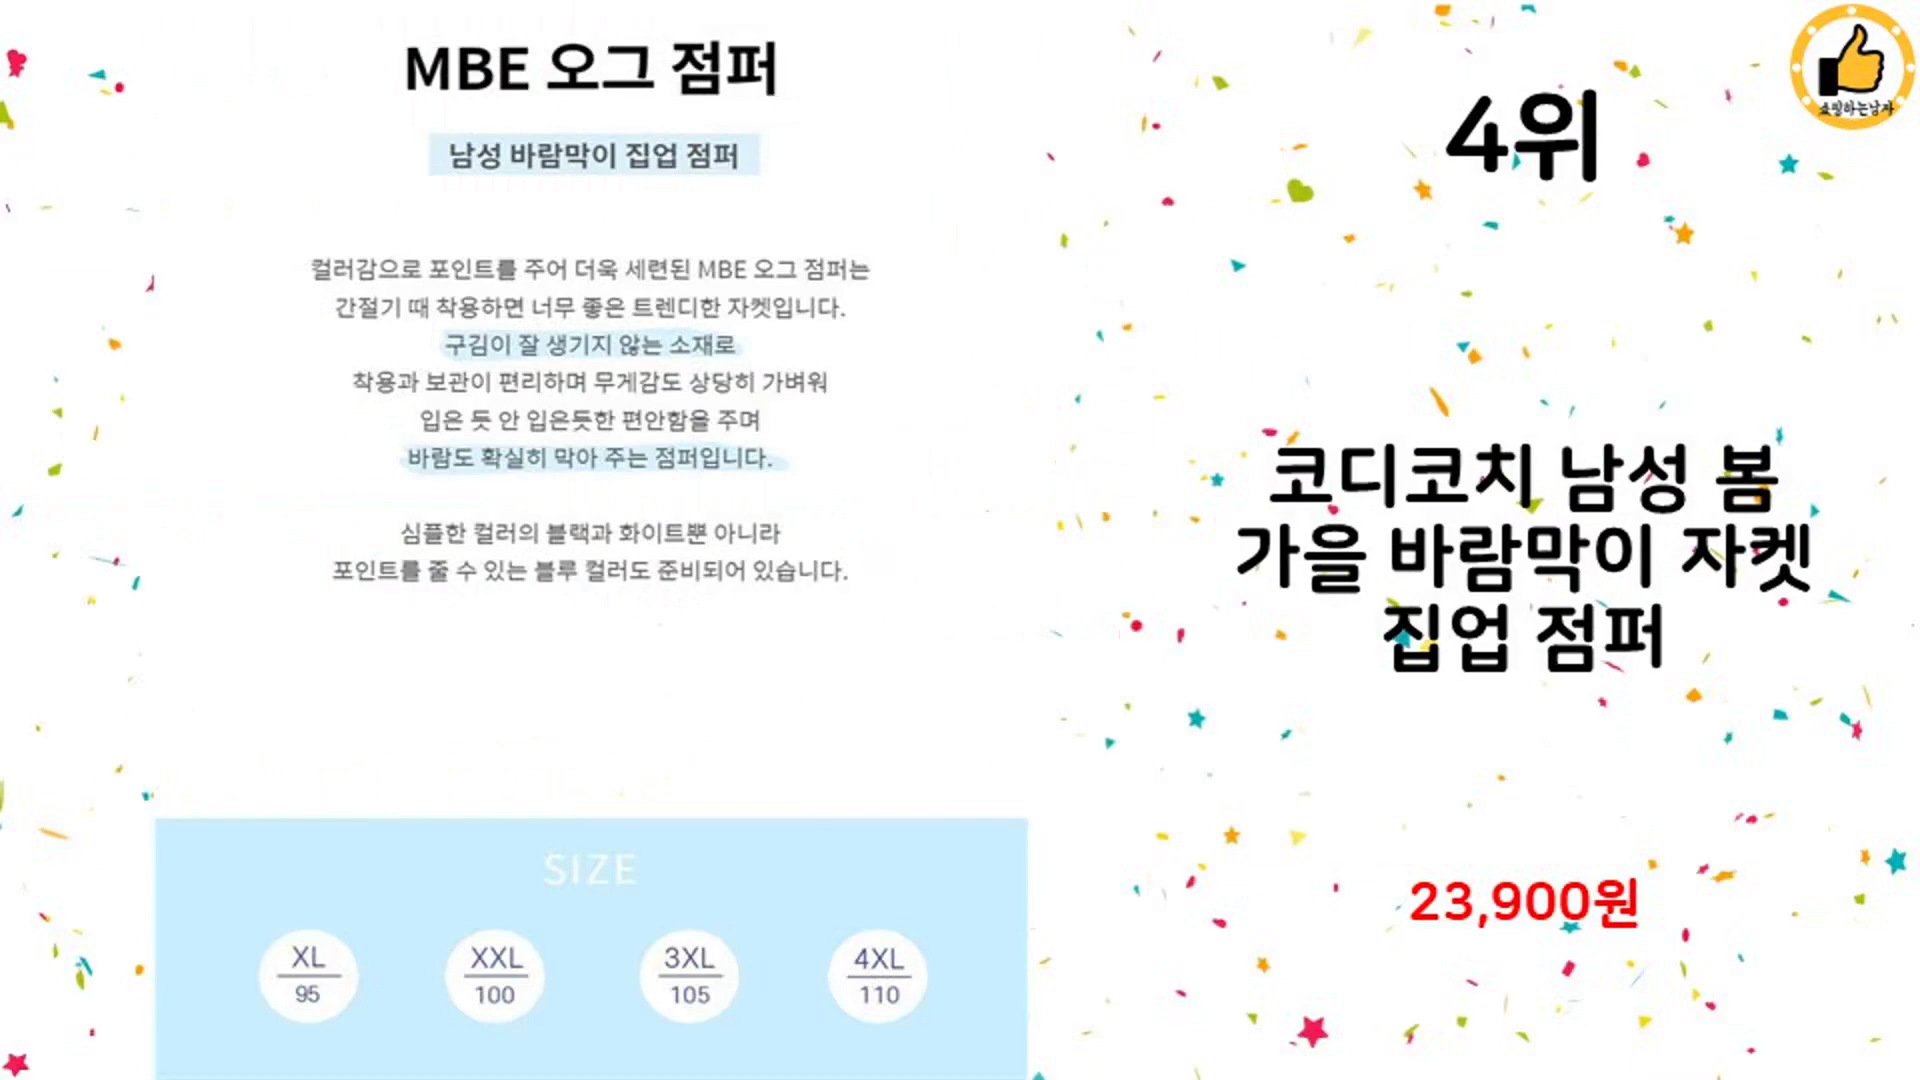 MBE 오그 점퍼
남성 바람막이 집업 점퍼
컬러감으로 포인트를 주어 더욱 세련된 MBE 오그 점퍼는
간절기 때 착용하면 너무 좋은 트렌디한 자켓입니다.
구김이 잘 생기지 않는 소재로
착용과 보관이 편리하며 무게감도 상당히 가벼워
입은 듯 안 입은듯한 편안함을 주며
바람도 확실히 막아 주는 점퍼입니다.
심플한 컬러의 블랙과 화이트뿐 아니라
포인트를 줄 수 있는 블루 컬러도 준비되어 있습니다.
SIZE
XL
95
XXL
100
3XL
105
4XL
110
쇼핑하는남자
4위
코디코치 남성 봄
가을 바람막이 자켓
집업 점퍼
23,900원